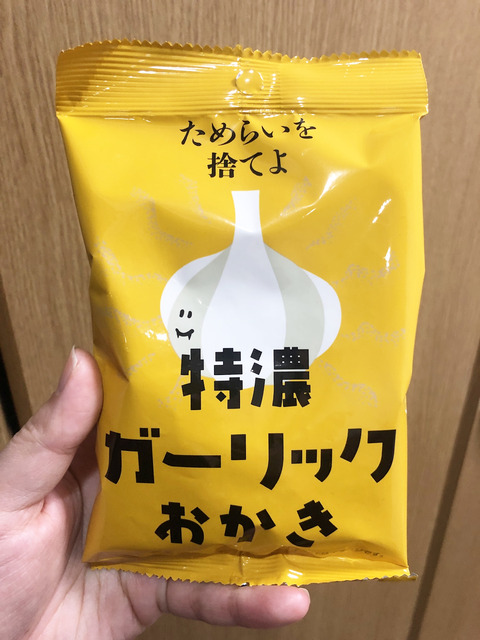 ためらいを
捨てよ
特濃
ガーリック
おかき